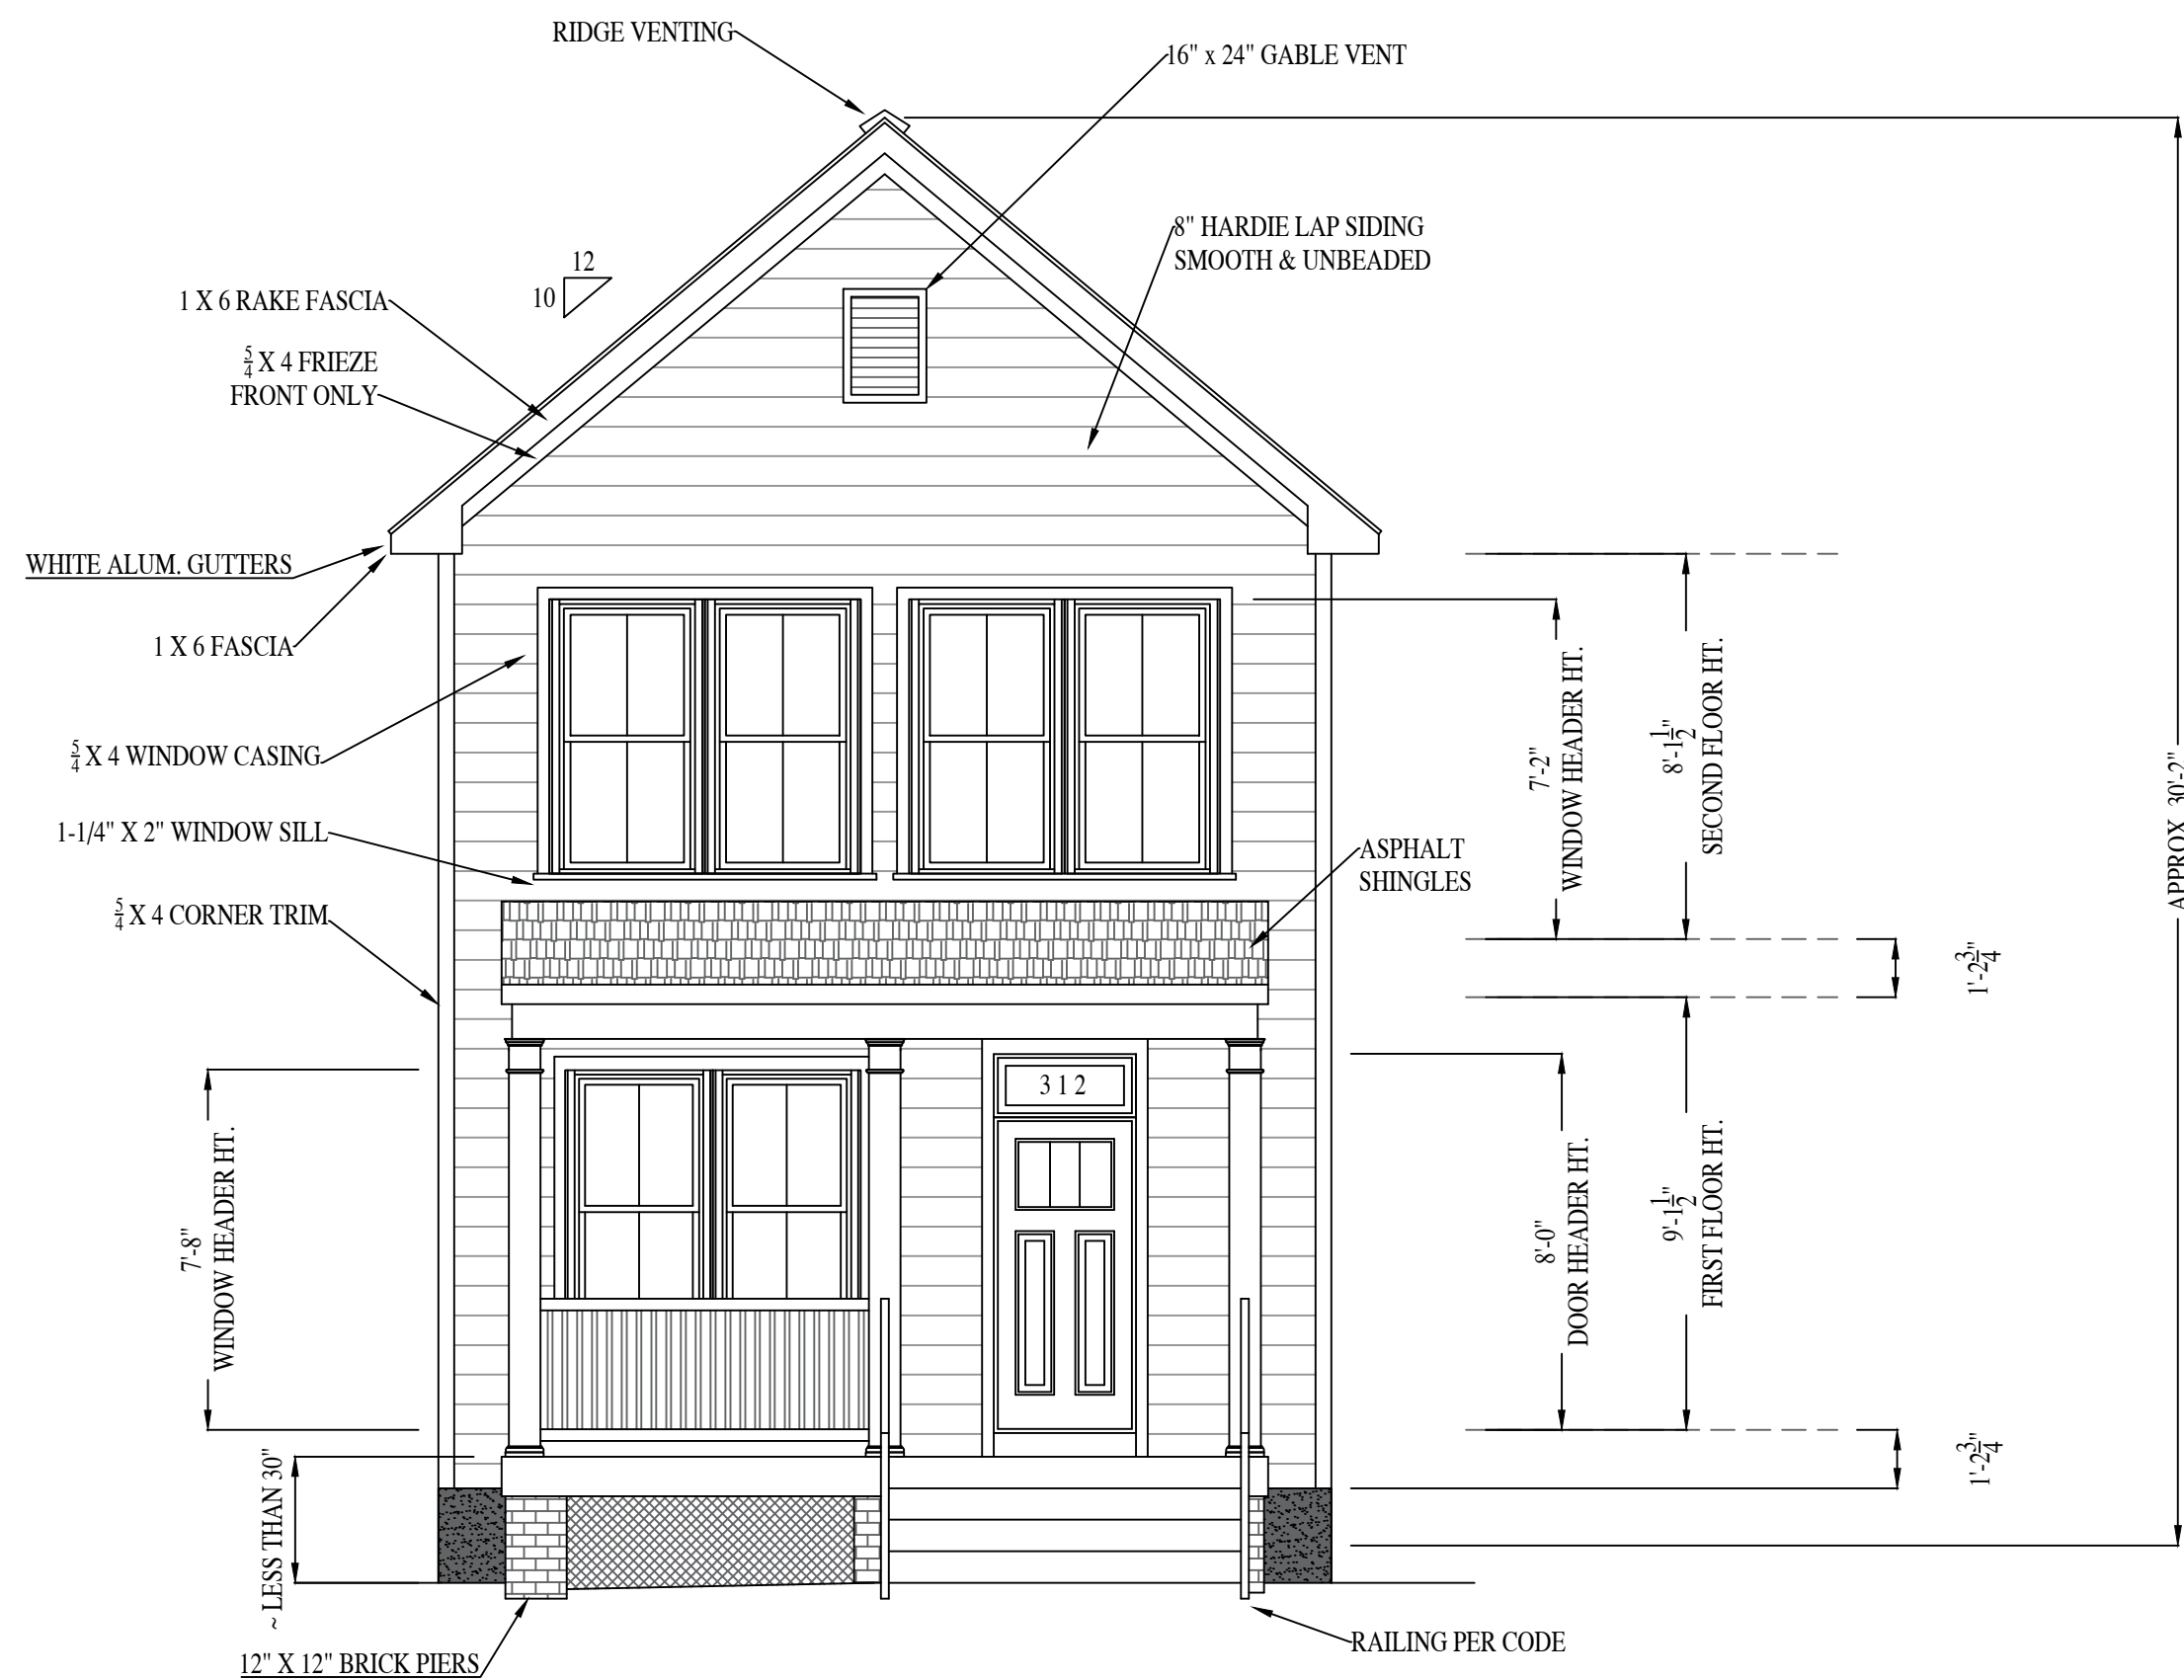 RIDGE VENTING
16" x 24" GABLE VENT
8" HARDIE LAP SIDING
SMOOTH & UNBEADED
12
10
1 X 6 RAKE FASCIA
5/4 X 4 FRIEZE
FRONT ONLY
WHITE ALUM. GUTTERS
1 X 6 FASCIA
5/4 X 4 WINDOW CASING
1-1/4" X 2" WINDOW SILL
5/4 X 4 CORNER TRIM
ASPHALT
SHINGLES
7'-2"
WINDOW HEADER HT.
8'-1 1/2"
SECOND FLOOR HT.
APPROX. 30'-2"
1'-2 3/4"
312
7'-8"
WINDOW HEADER HT.
8'-0"
DOOR HEADER HT.
9'-1 1/2"
FIRST FLOOR HT.
1'-2 3/4"
~ LESS THAN 30"
12" X 12" BRICK PIERS
RAILING PER CODE